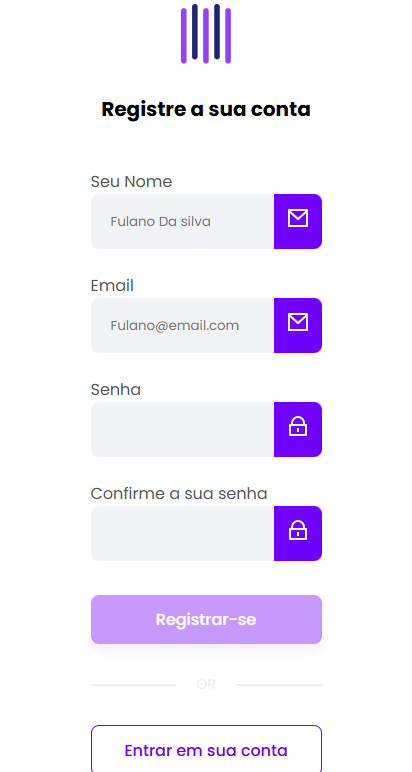 Registre a sua conta
Seu Nome
Fulano Da silva
Email
Fulano@email.com
Senha
Confirme a sua senha
Registrar-se
OR
Entrar em sua conta